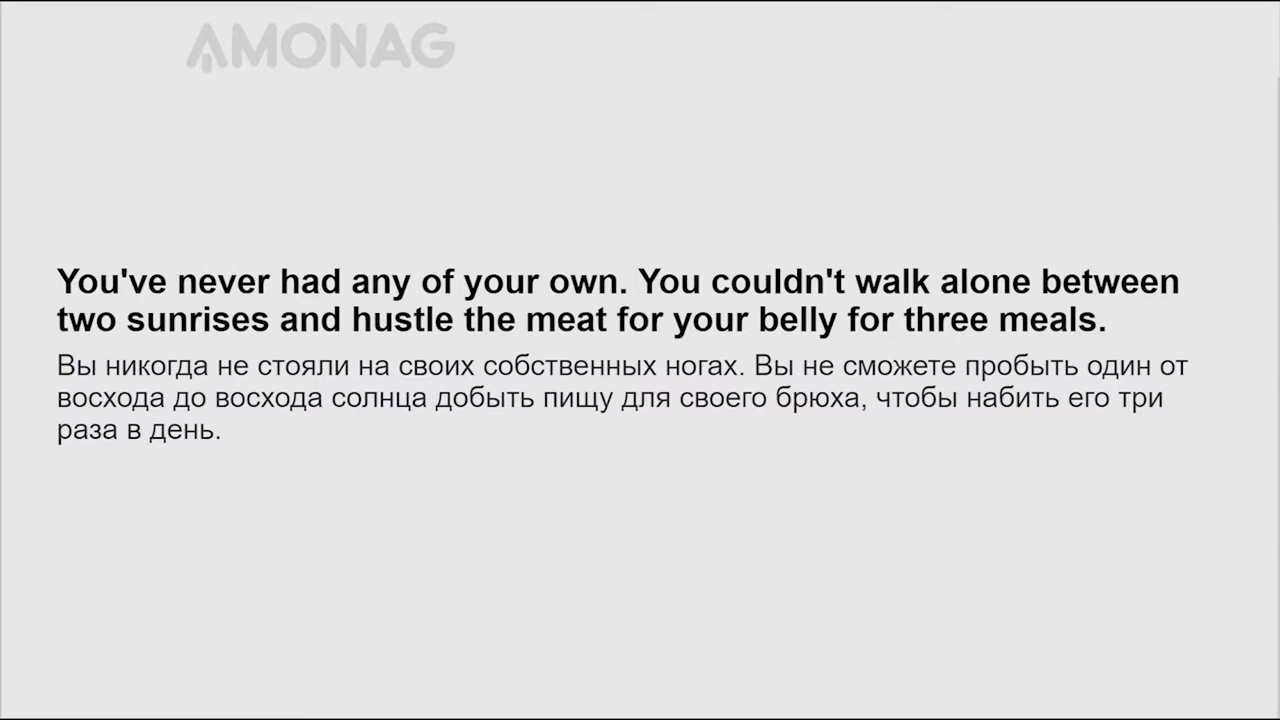 AMONAG
You've never had any of your own. You couldn't walk alone between
two sunrises and hustle the meat for your belly for three meals.
Вы никогда не стояли на своих собственных ногах. Вы не сможете пробыть один от
восхода до восхода солнца добыть пищу для своего брюха, чтобы набить его три
раза в день.